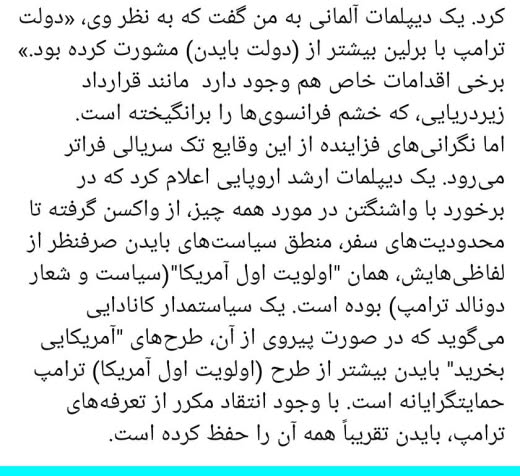 کرد. یک دیپلمات آلمانی به من گفت که به نظر وی، «دولت
ترامپ با برلین بیشتر از (دولت بایدن) مشورت کرده بود.»
برخی اقدامات خاص هم وجود دارد  مانند قرارداد
زیردریایی، که خشم فرانسوی‌ها را برانگیخته است.
اما نگرانی‌های فزاینده از این وقایع تک سریالی فراتر
می‌رود. یک دیپلمات ارشد اروپایی اعلام کرد که در
برخورد با واشنگتن در مورد همه چیز، از واکسن گرفته تا
محدودیت‌های سفر، منطق سیاست‌های بایدن صرفنظر از
لفاظی‌هایش، همان "اولویت اول آمریکا"(سیاست و شعار
دونالد ترامپ) بوده است. یک سیاستمدار کانادایی
می‌گوید که در صورت پیروی از آن، طرح‌های "آمریکایی
بخرید" بایدن بیشتر از طرح (اولویت اول آمریکا) ترامپ
حمایتگرایانه است. با وجود انتقاد مکرر از تعرفه‌های
ترامپ، بایدن تقریباً همه آن را حفظ کرده است.